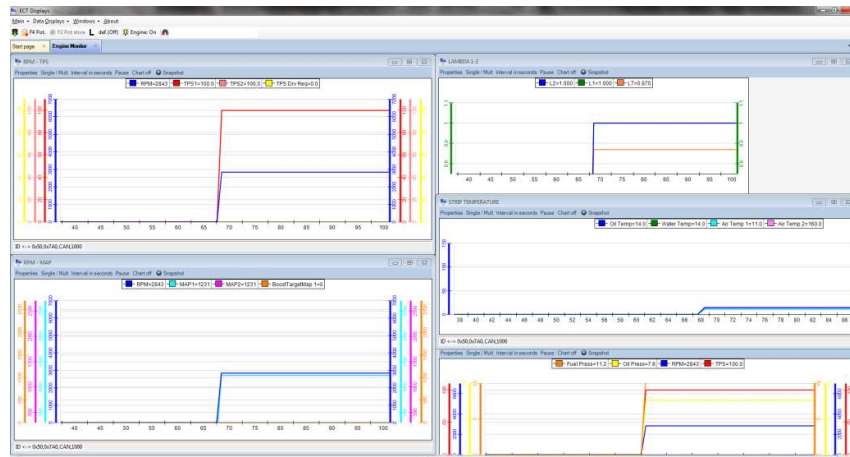 ECT Displays
Main - Data Displays - Windows - About
F4 Pot. F2 Pot store L def.(Off) Engine: On
Start page Engine Monitor
RPM - TPS
Properties Single / Mult Interval in seconds Pause Chart off Snapshot
RPM=2843 TPS1=100.0 TPS2=100.0 TPS Drv Req=0.0
40 45 50 55 60 65 70 75 80 85 90 95 100
ID <-> 0x50,0x7A0,CAN,1000
RPM - MAP
Properties Single / Mult Interval in seconds Pause Chart off Snapshot
RPM=2843 MAP1=1231 MAP2=1231 BoostTargetMap 1=0
40 45 50 55 60 65 70 75 80 85 90 95 100
ID <-> 0x50,0x7A0,CAN,1000
LAMBDA 1-2
Properties Single / Mult Interval in seconds Pause Chart off Snapshot
L2=1.000 L1=1.000 LT=0.870
40 45 50 55 60 65 70 75 80 85 90 95 100
STRIP TEMPERATURE
Properties Single / Mult Interval in seconds Pause Chart off Snapshot
Oil Temp=14.0 Water Temp=14.0 Air Temp 1=11.0 Air Temp 2=160.0
150
100
50
0
38 40 42 44 46 48 50 52 54 56 58 60 62 64 66 68 70 72 74 76 78 80 82 84 86
ID <-> 0x50,0x7A0,CAN,1000
Properties Single / Mult Interval in seconds Pause Chart off Snapshot
Fuel Press=11.2 Oil Press=7.6 RPM=2843 TPS=100.0